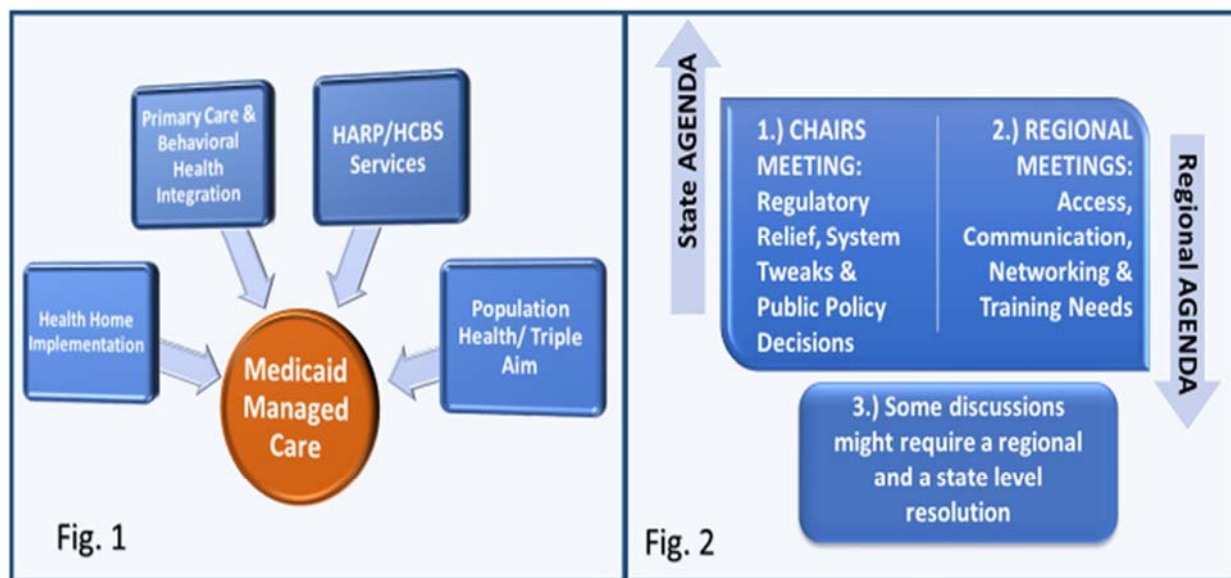 Primary Care &
Behavioral
Health
Integration
HARP/HCBS
Services
Health Home
Implementation
Population
Health/ Triple
Aim
Medicaid
Managed
Care
Fig. 1
State AGENDA
1.) CHAIRS
MEETING:
Regulatory
Relief, System
Tweaks &
Public Policy
Decisions
2.) REGIONAL
MEETINGS:
Access,
Communication,
Networking &
Training Needs
Regional AGENDA
3.) Some discussions
might require a regional
and a state level
resolution
Fig. 2